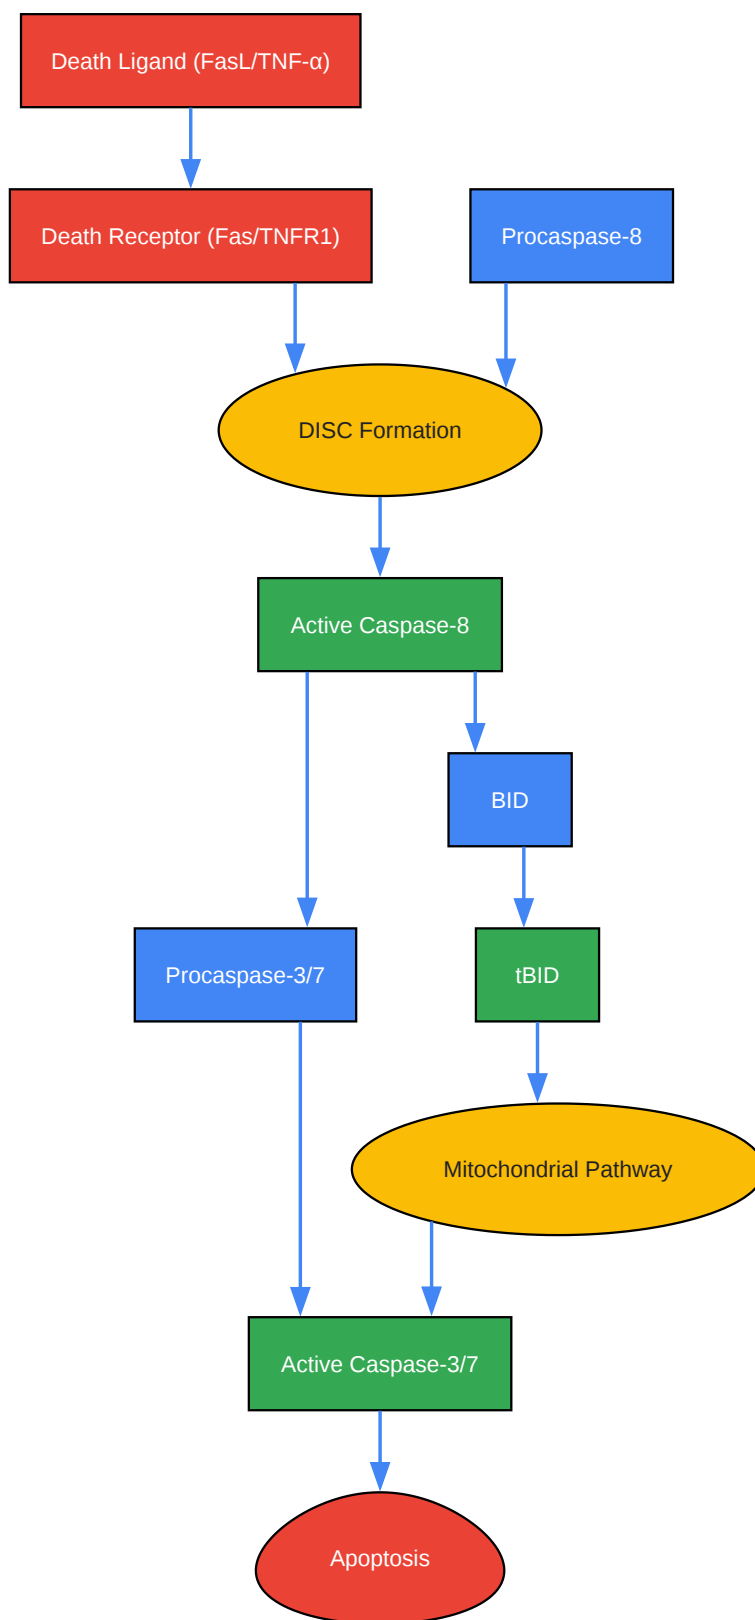 Death Ligand (FasL/TNF-α)
Death Receptor (Fas/TNFR1)
Procaspase-8
DISC Formation
Active Caspase-8
BID
Procaspase-3/7
tBID
Mitochondrial Pathway
Active Caspase-3/7
Apoptosis